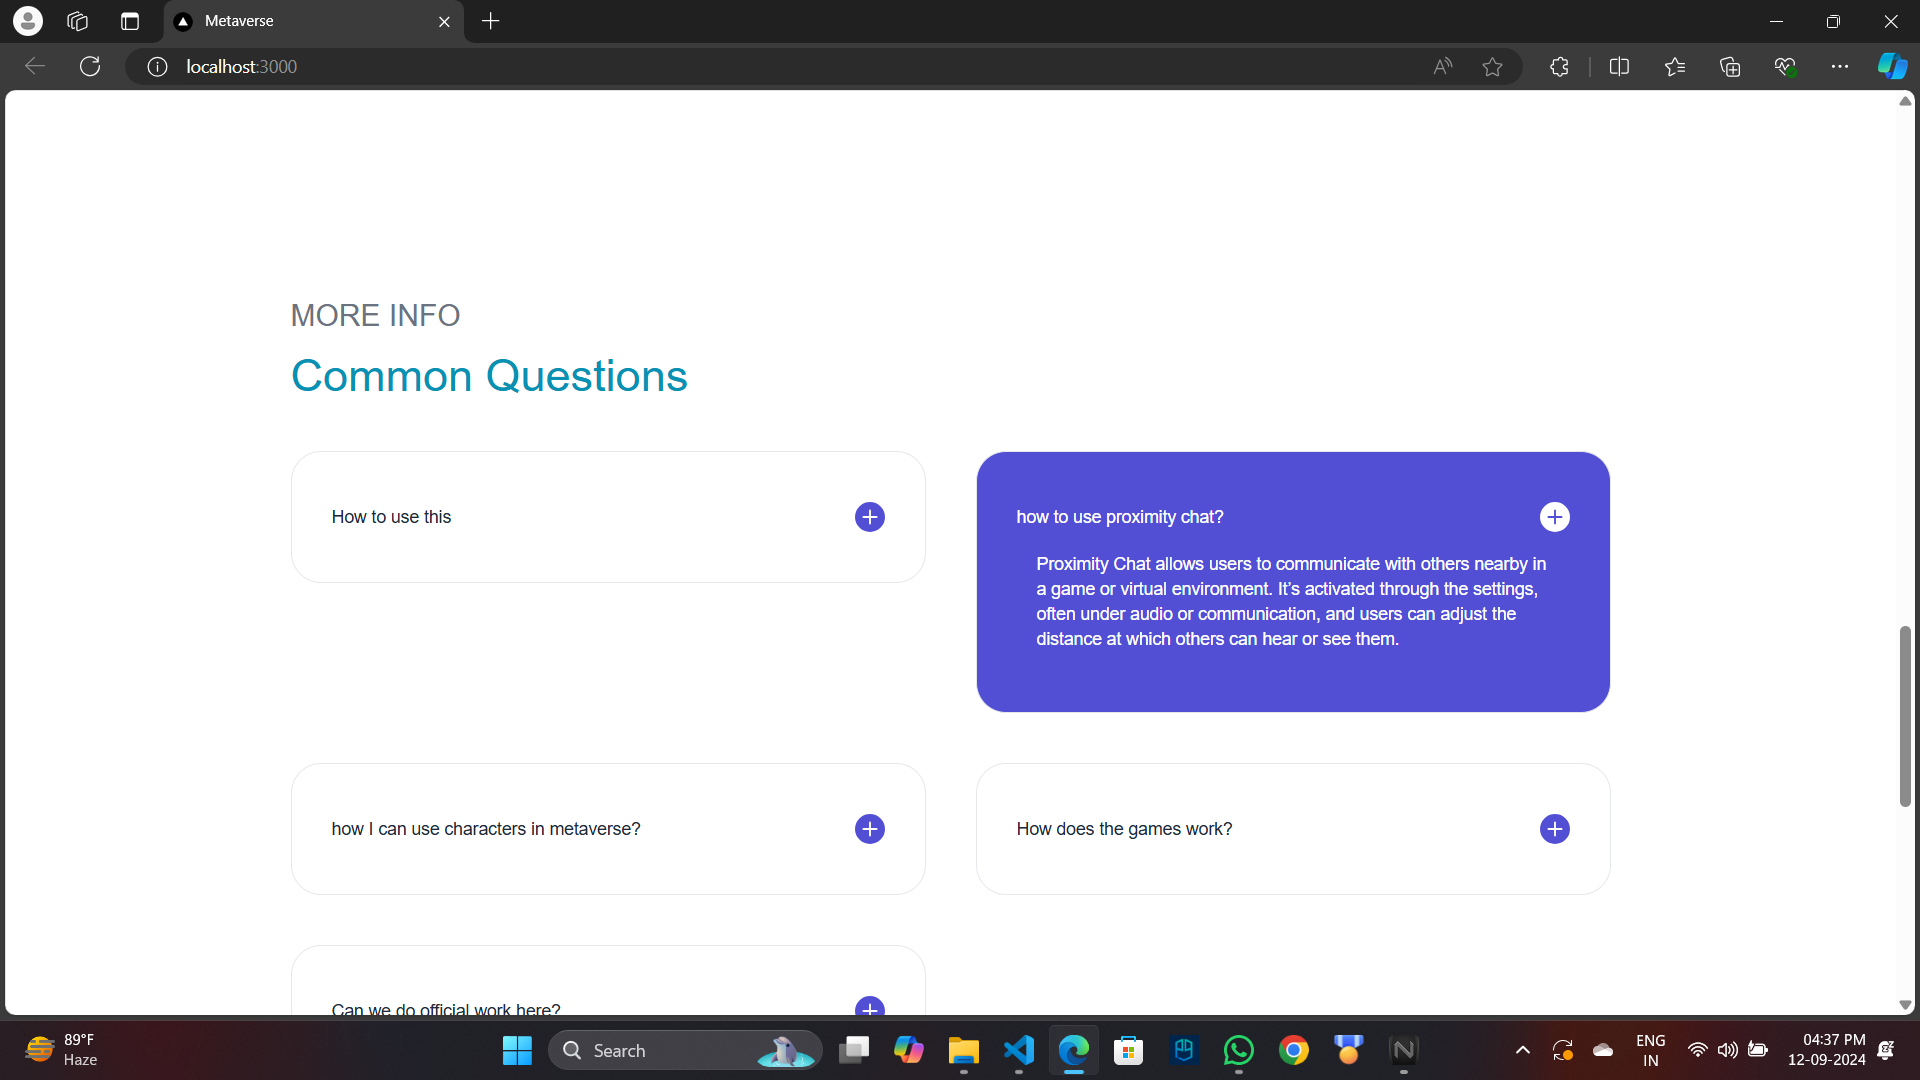 Metaverse
localhost:3000
MORE INFO
Common Questions
How to use this
how to use proximity chat?
Proximity Chat allows users to communicate with others nearby in
a game or virtual environment. It’s activated through the settings,
often under audio or communication, and users can adjust the
distance at which others can hear or see them.
how I can use characters in metaverse?
How does the games work?
Can we do official work here?
89°F
Haze
Search
ENG
IN
04:37 PM
12-09-2024